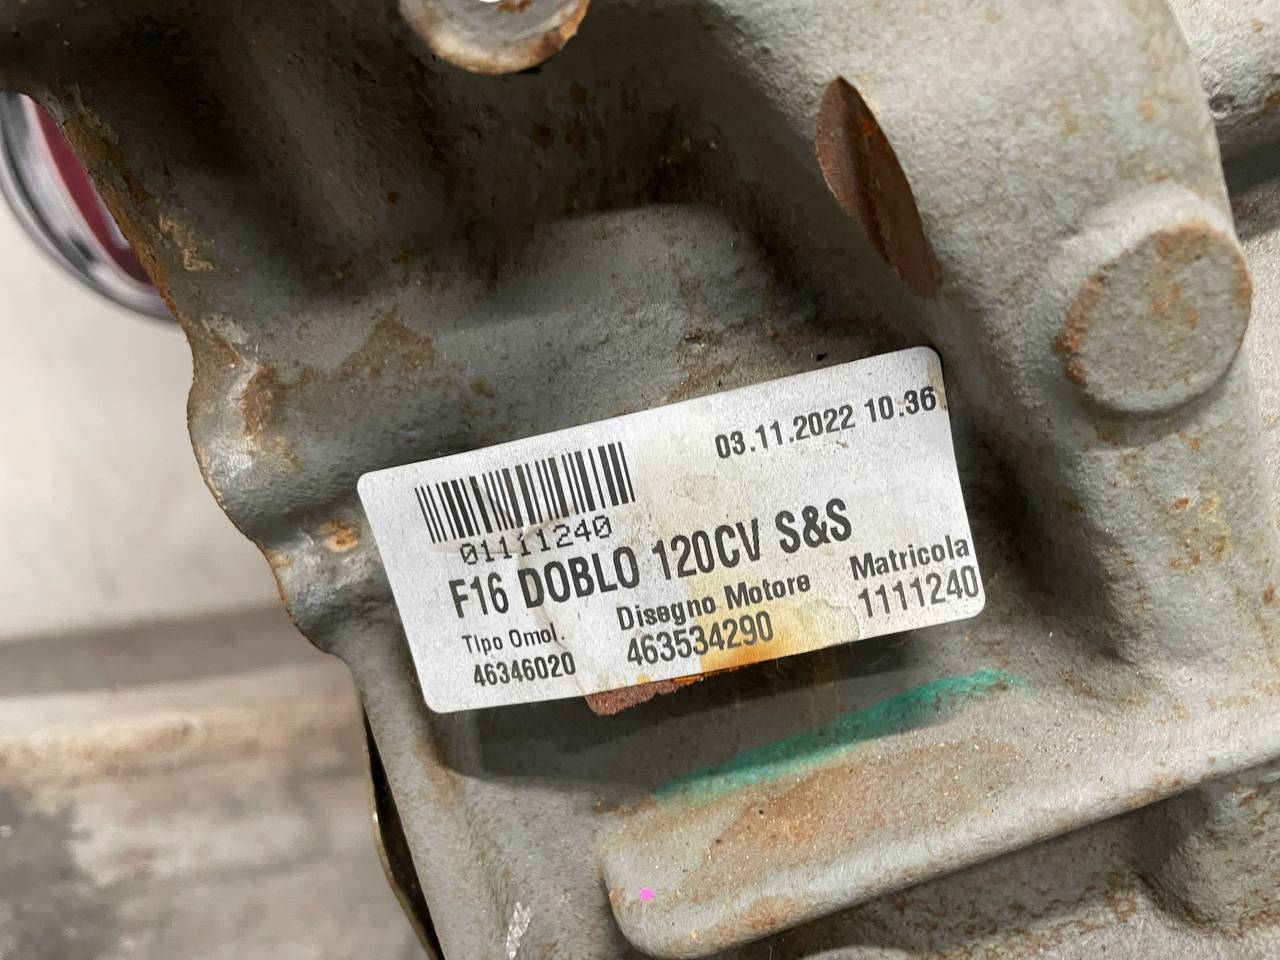 03.11.2022 10:36
01111240
F16 DOBLO 120CV S&S
Tipo Omol. Disegno Motore Matricola
46346020 463534290 1111240